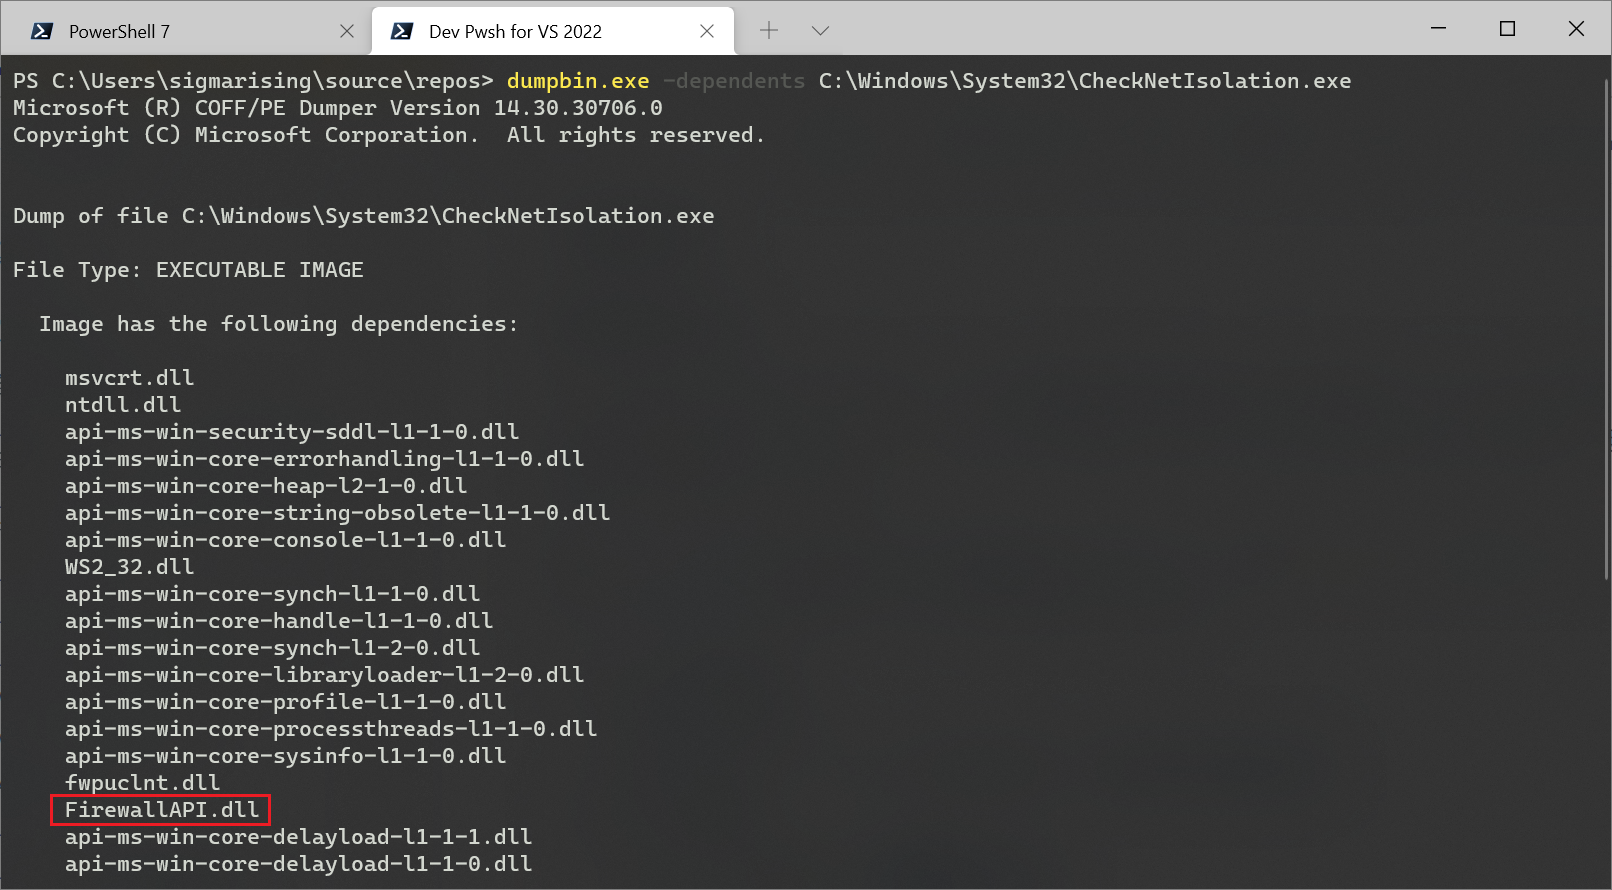 PowerShell 7
Dev Pwsh for VS 2022
PS C:\Users\sigmarising\source\repos> dumpbin.exe -dependents C:\Windows\System32\CheckNetIsolation.exe
Microsoft (R) COFF/PE Dumper Version 14.30.30706.0
Copyright (C) Microsoft Corporation.  All rights reserved.
Dump of file C:\Windows\System32\CheckNetIsolation.exe
File Type: EXECUTABLE IMAGE
Image has the following dependencies:
msvcrt.dll
ntdll.dll
api-ms-win-security-sddl-l1-1-0.dll
api-ms-win-core-errorhandling-l1-1-0.dll
api-ms-win-core-heap-l2-1-0.dll
api-ms-win-core-string-obsolete-l1-1-0.dll
api-ms-win-core-console-l1-1-0.dll
WS2_32.dll
api-ms-win-core-synch-l1-1-0.dll
api-ms-win-core-handle-l1-1-0.dll
api-ms-win-core-synch-l1-2-0.dll
api-ms-win-core-libraryloader-l1-2-0.dll
api-ms-win-core-profile-l1-1-0.dll
api-ms-win-core-processthreads-l1-1-0.dll
api-ms-win-core-sysinfo-l1-1-0.dll
fwpuclnt.dll
FirewallAPI.dll
api-ms-win-core-delayload-l1-1-1.dll
api-ms-win-core-delayload-l1-1-0.dll